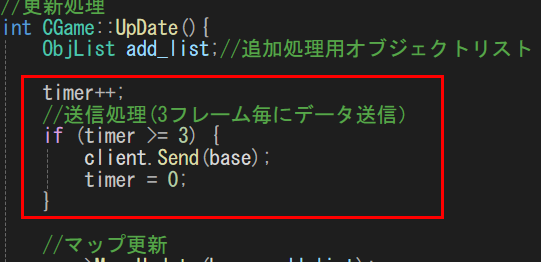 //更新処理
int CGame::UpDate(){
ObjList add_list;//追加処理用オブジェクトリスト
timer++;
//送信処理(3フレーム毎にデータ送信)
if (timer >= 3) {
client.Send(base);
timer = 0;
}
//マップ更新